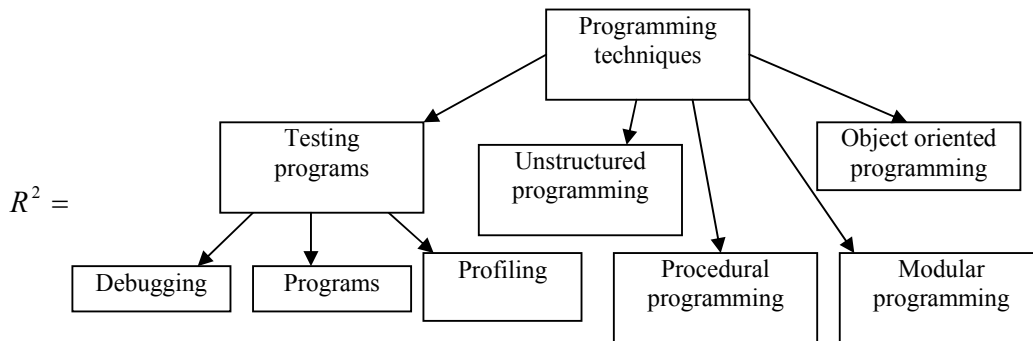 Programming
techniques
Testing
programs
Unstructured
programming
Object oriented
programming
R² =
Debugging
Programs
Profiling
Procedural
programming
Modular
programming